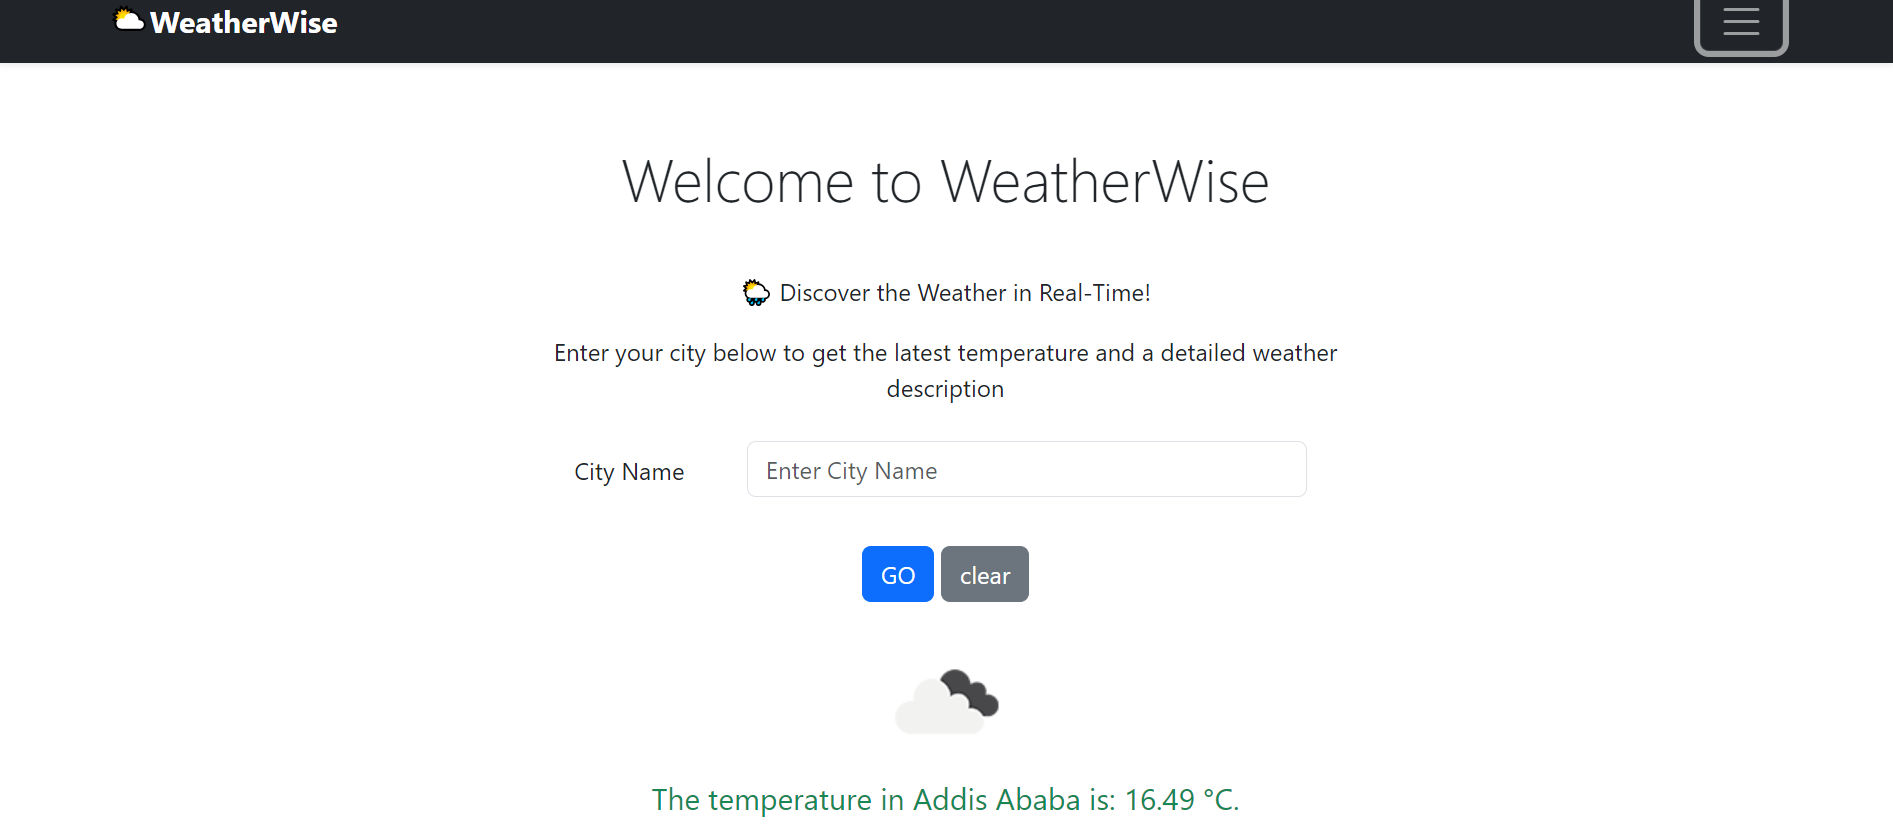 WeatherWise
Welcome to WeatherWise
Discover the Weather in Real-Time!
Enter your city below to get the latest temperature and a detailed weather
description
City Name
Enter City Name
GO
clear
The temperature in Addis Ababa is: 16.49 °C.